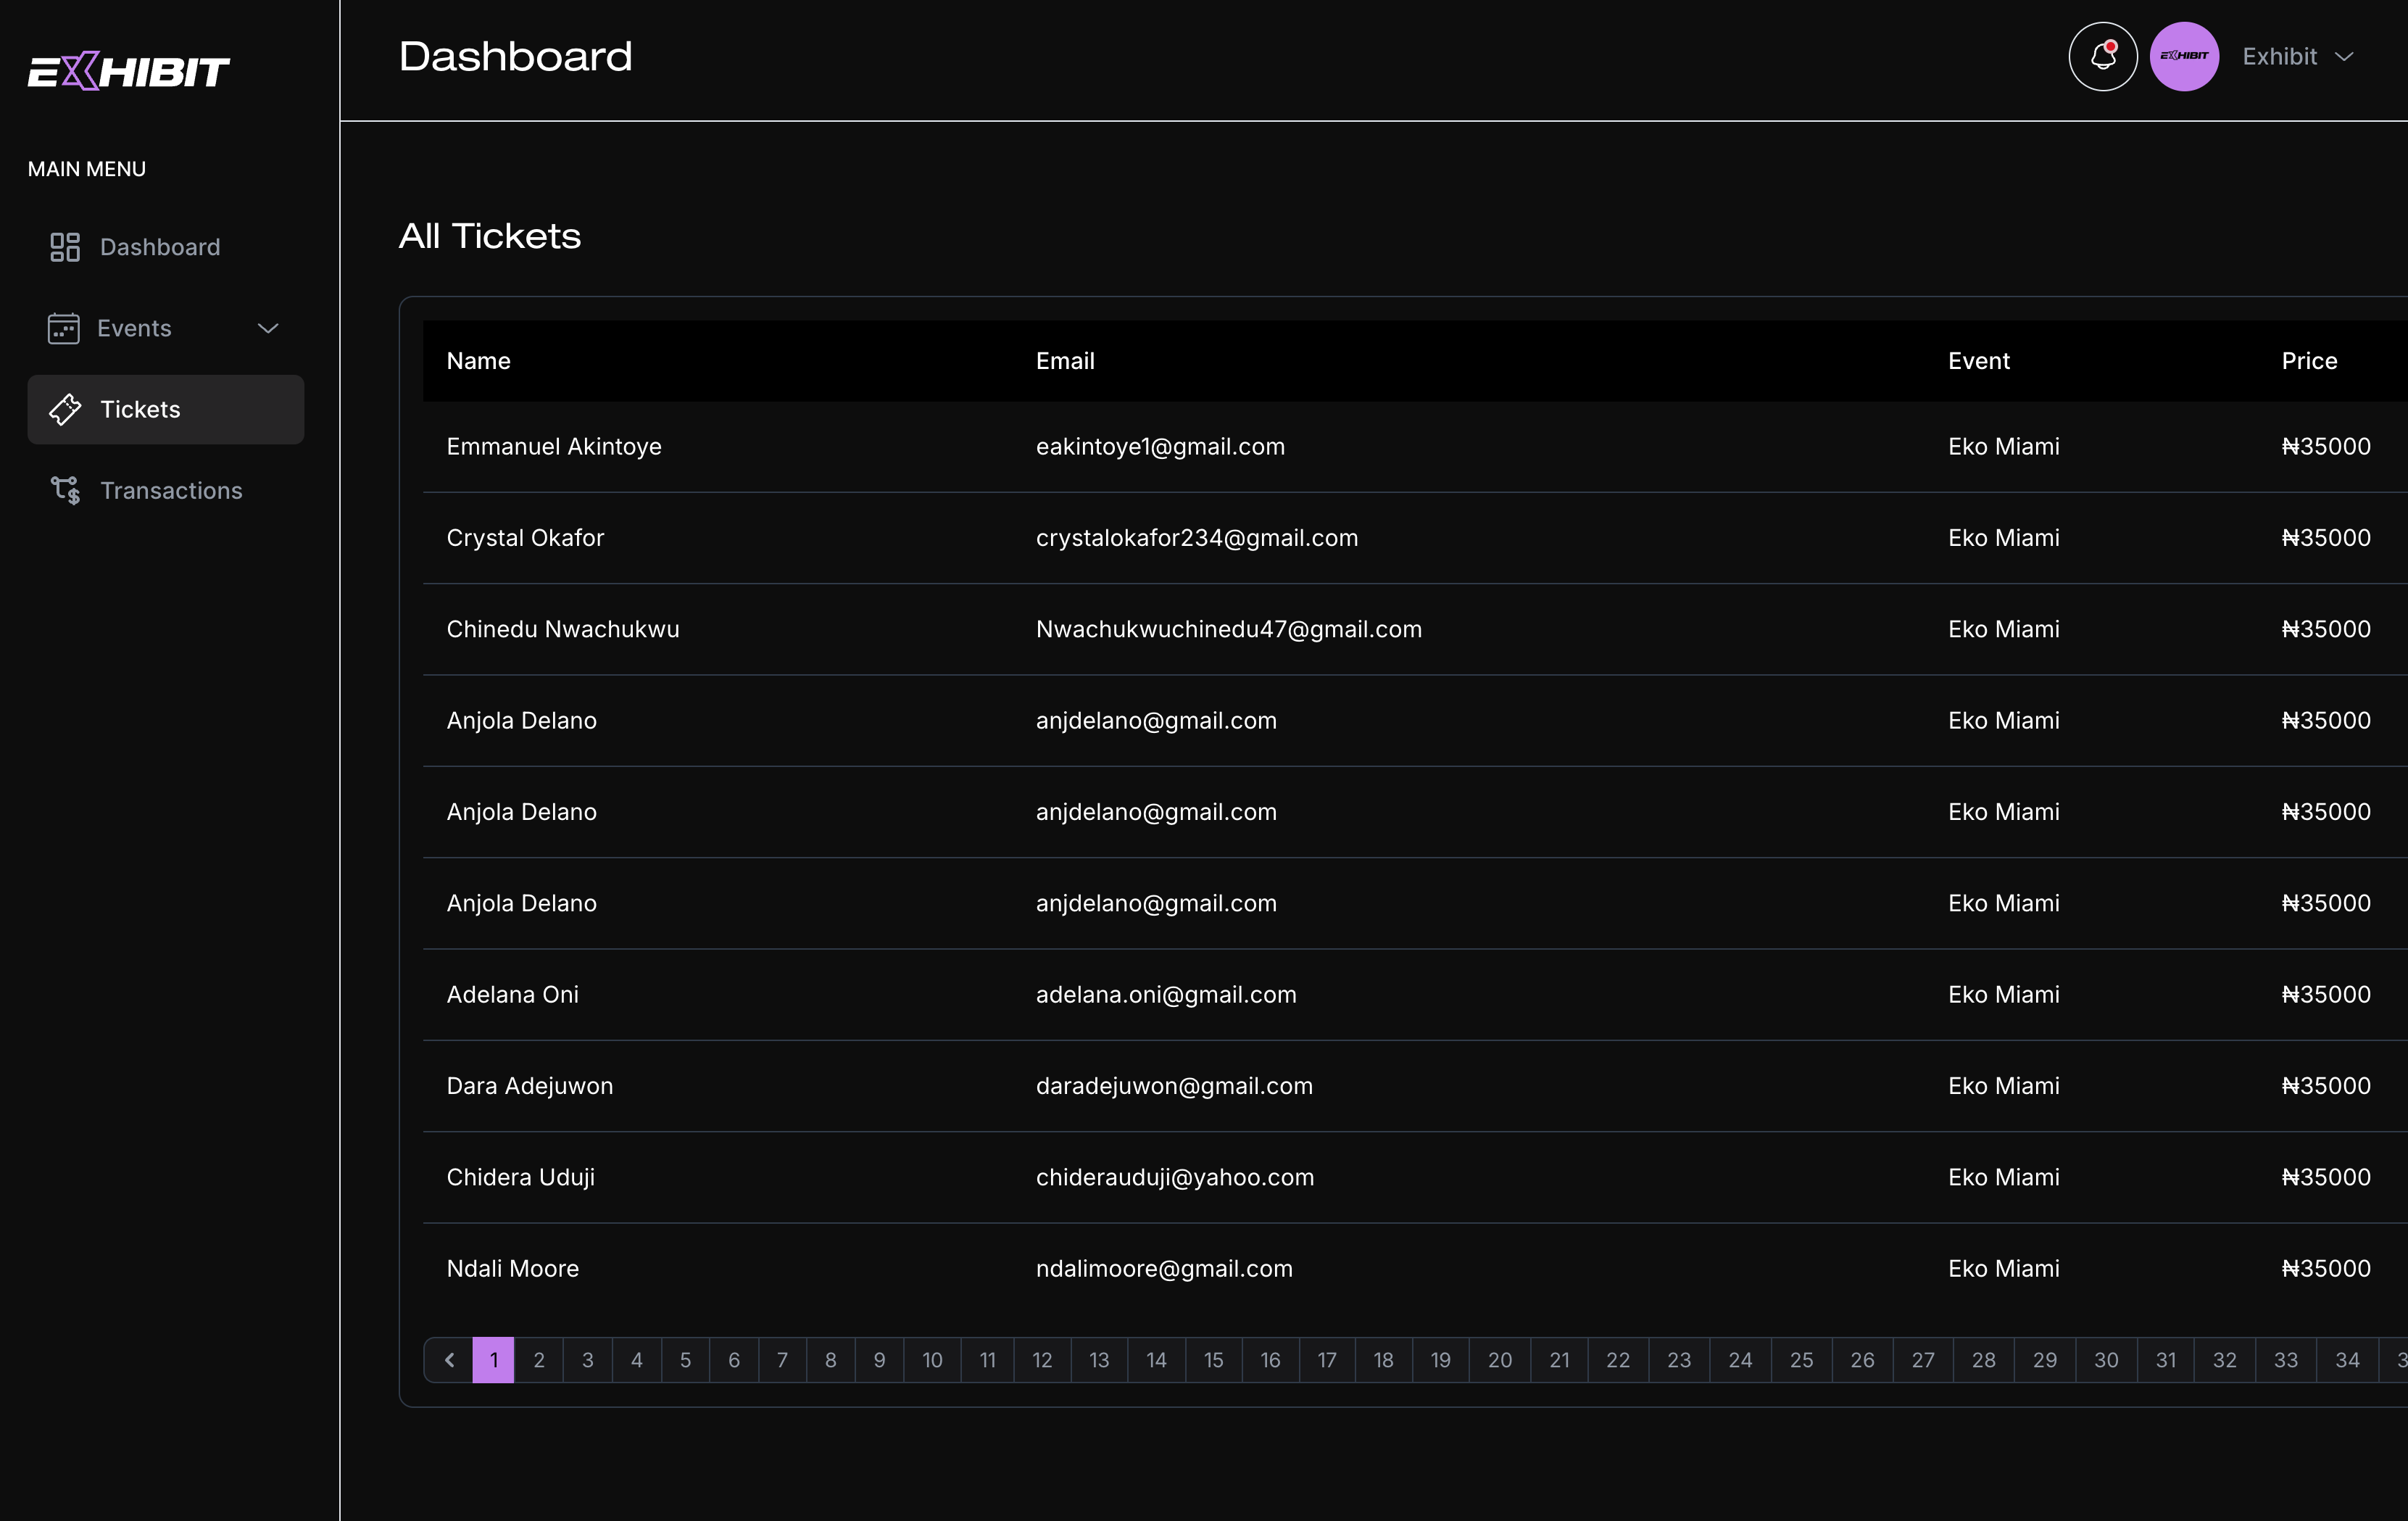 EXHIBIT
Dashboard
EXHIBIT
Exhibit
MAIN MENU
Dashboard
Events
Tickets
Transactions
All Tickets
Name Email Event Price
Emmanuel Akintoye eakintoye1@gmail.com Eko Miami ₦35000
Crystal Okafor crystalokafor234@gmail.com Eko Miami ₦35000
Chinedu Nwachukwu Nwachukwuchinedu47@gmail.com Eko Miami ₦35000
Anjola Delano anjdelano@gmail.com Eko Miami ₦35000
Anjola Delano anjdelano@gmail.com Eko Miami ₦35000
Anjola Delano anjdelano@gmail.com Eko Miami ₦35000
Adelana Oni adelana.oni@gmail.com Eko Miami ₦35000
Dara Adejuwon daradejuwon@gmail.com Eko Miami ₦35000
Chidera Uduji chiderauduji@yahoo.com Eko Miami ₦35000
Ndali Moore ndalimoore@gmail.com Eko Miami ₦35000
1 2 3 4 5 6 7 8 9 10 11 12 13 14 15 16 17 18 19 20 21 22 23 24 25 26 27 28 29 30 31 32 33 34